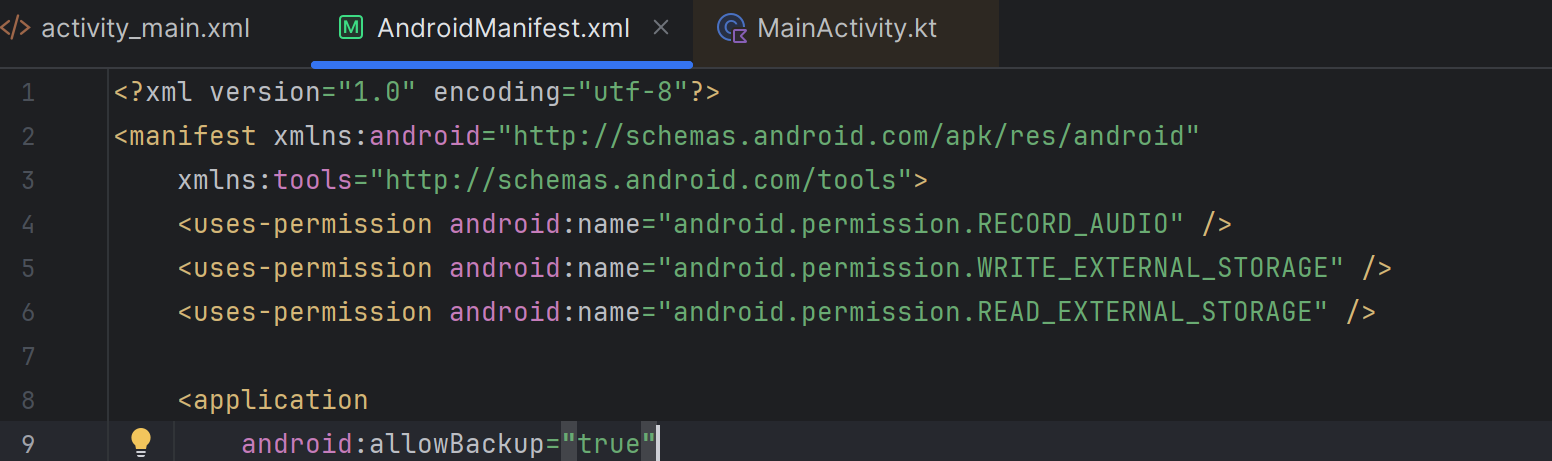 </> activity_main.xml M AndroidManifest.xml × C MainActivity.kt
1 <?xml version="1.0" encoding="utf-8"?>
2 <manifest xmlns:android="http://schemas.android.com/apk/res/android"
3 xmlns:tools="http://schemas.android.com/tools">
4 <uses-permission android:name="android.permission.RECORD_AUDIO" />
5 <uses-permission android:name="android.permission.WRITE_EXTERNAL_STORAGE" />
6 <uses-permission android:name="android.permission.READ_EXTERNAL_STORAGE" />
7
8 <application
9 android:allowBackup="true"